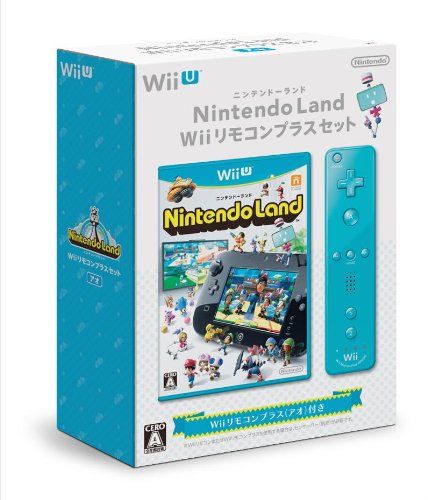 Wii U
Nintendo
ニンテンドーランド
Nintendo Land
Wiiリモコンプラスセット
Wii U
ニンテンドーランド
Nintendo Land
Nintendo
CERO
A
Wii
Wiiリモコンプラス〈アオ〉付き
CERO
A
Wii U
Nintendo Land
Wiiリモコンプラスセット
アオ